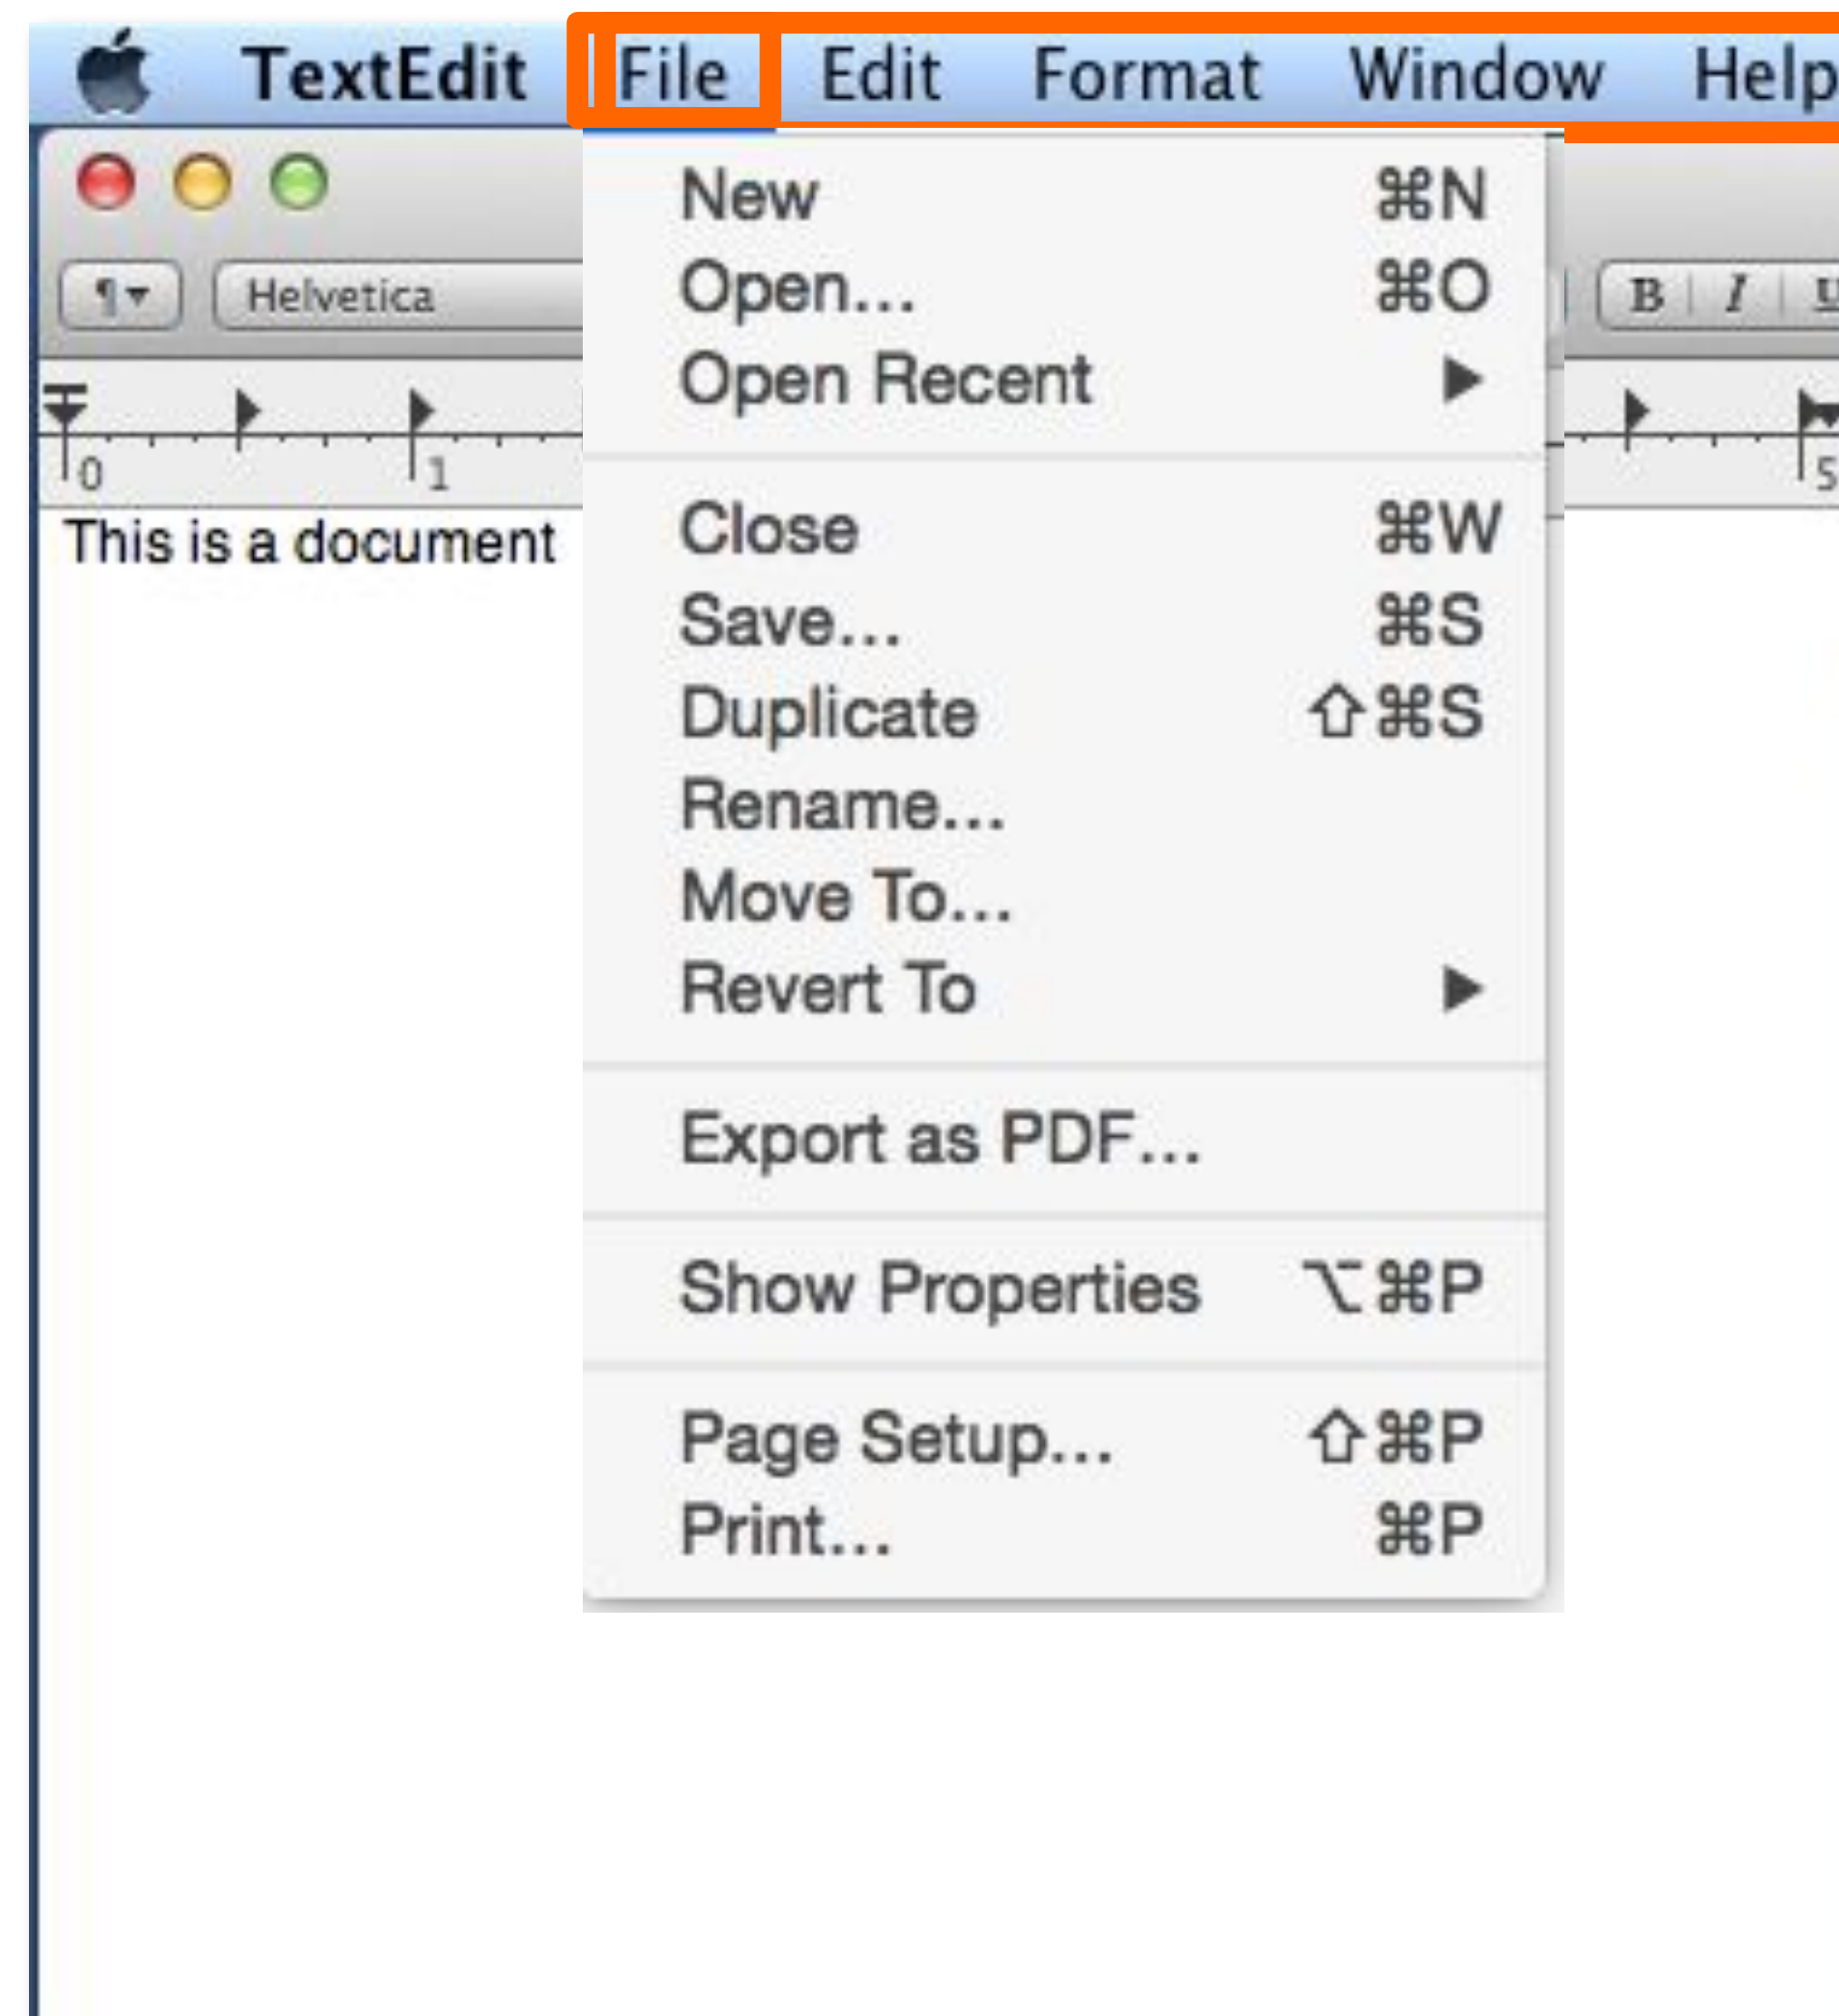 TextEdit File Edit Format Window Help
New ⌘N
¶ Helvetica Open... ⌘O B I U
Open Recent
0 1 5
This is a document Close ⌘W
Save... ⌘S
Duplicate ⇧⌘S
Rename...
Move To...
Revert To
Export as PDF...
Show Properties ⌥⌘P
Page Setup... ⇧⌘P
Print... ⌘P